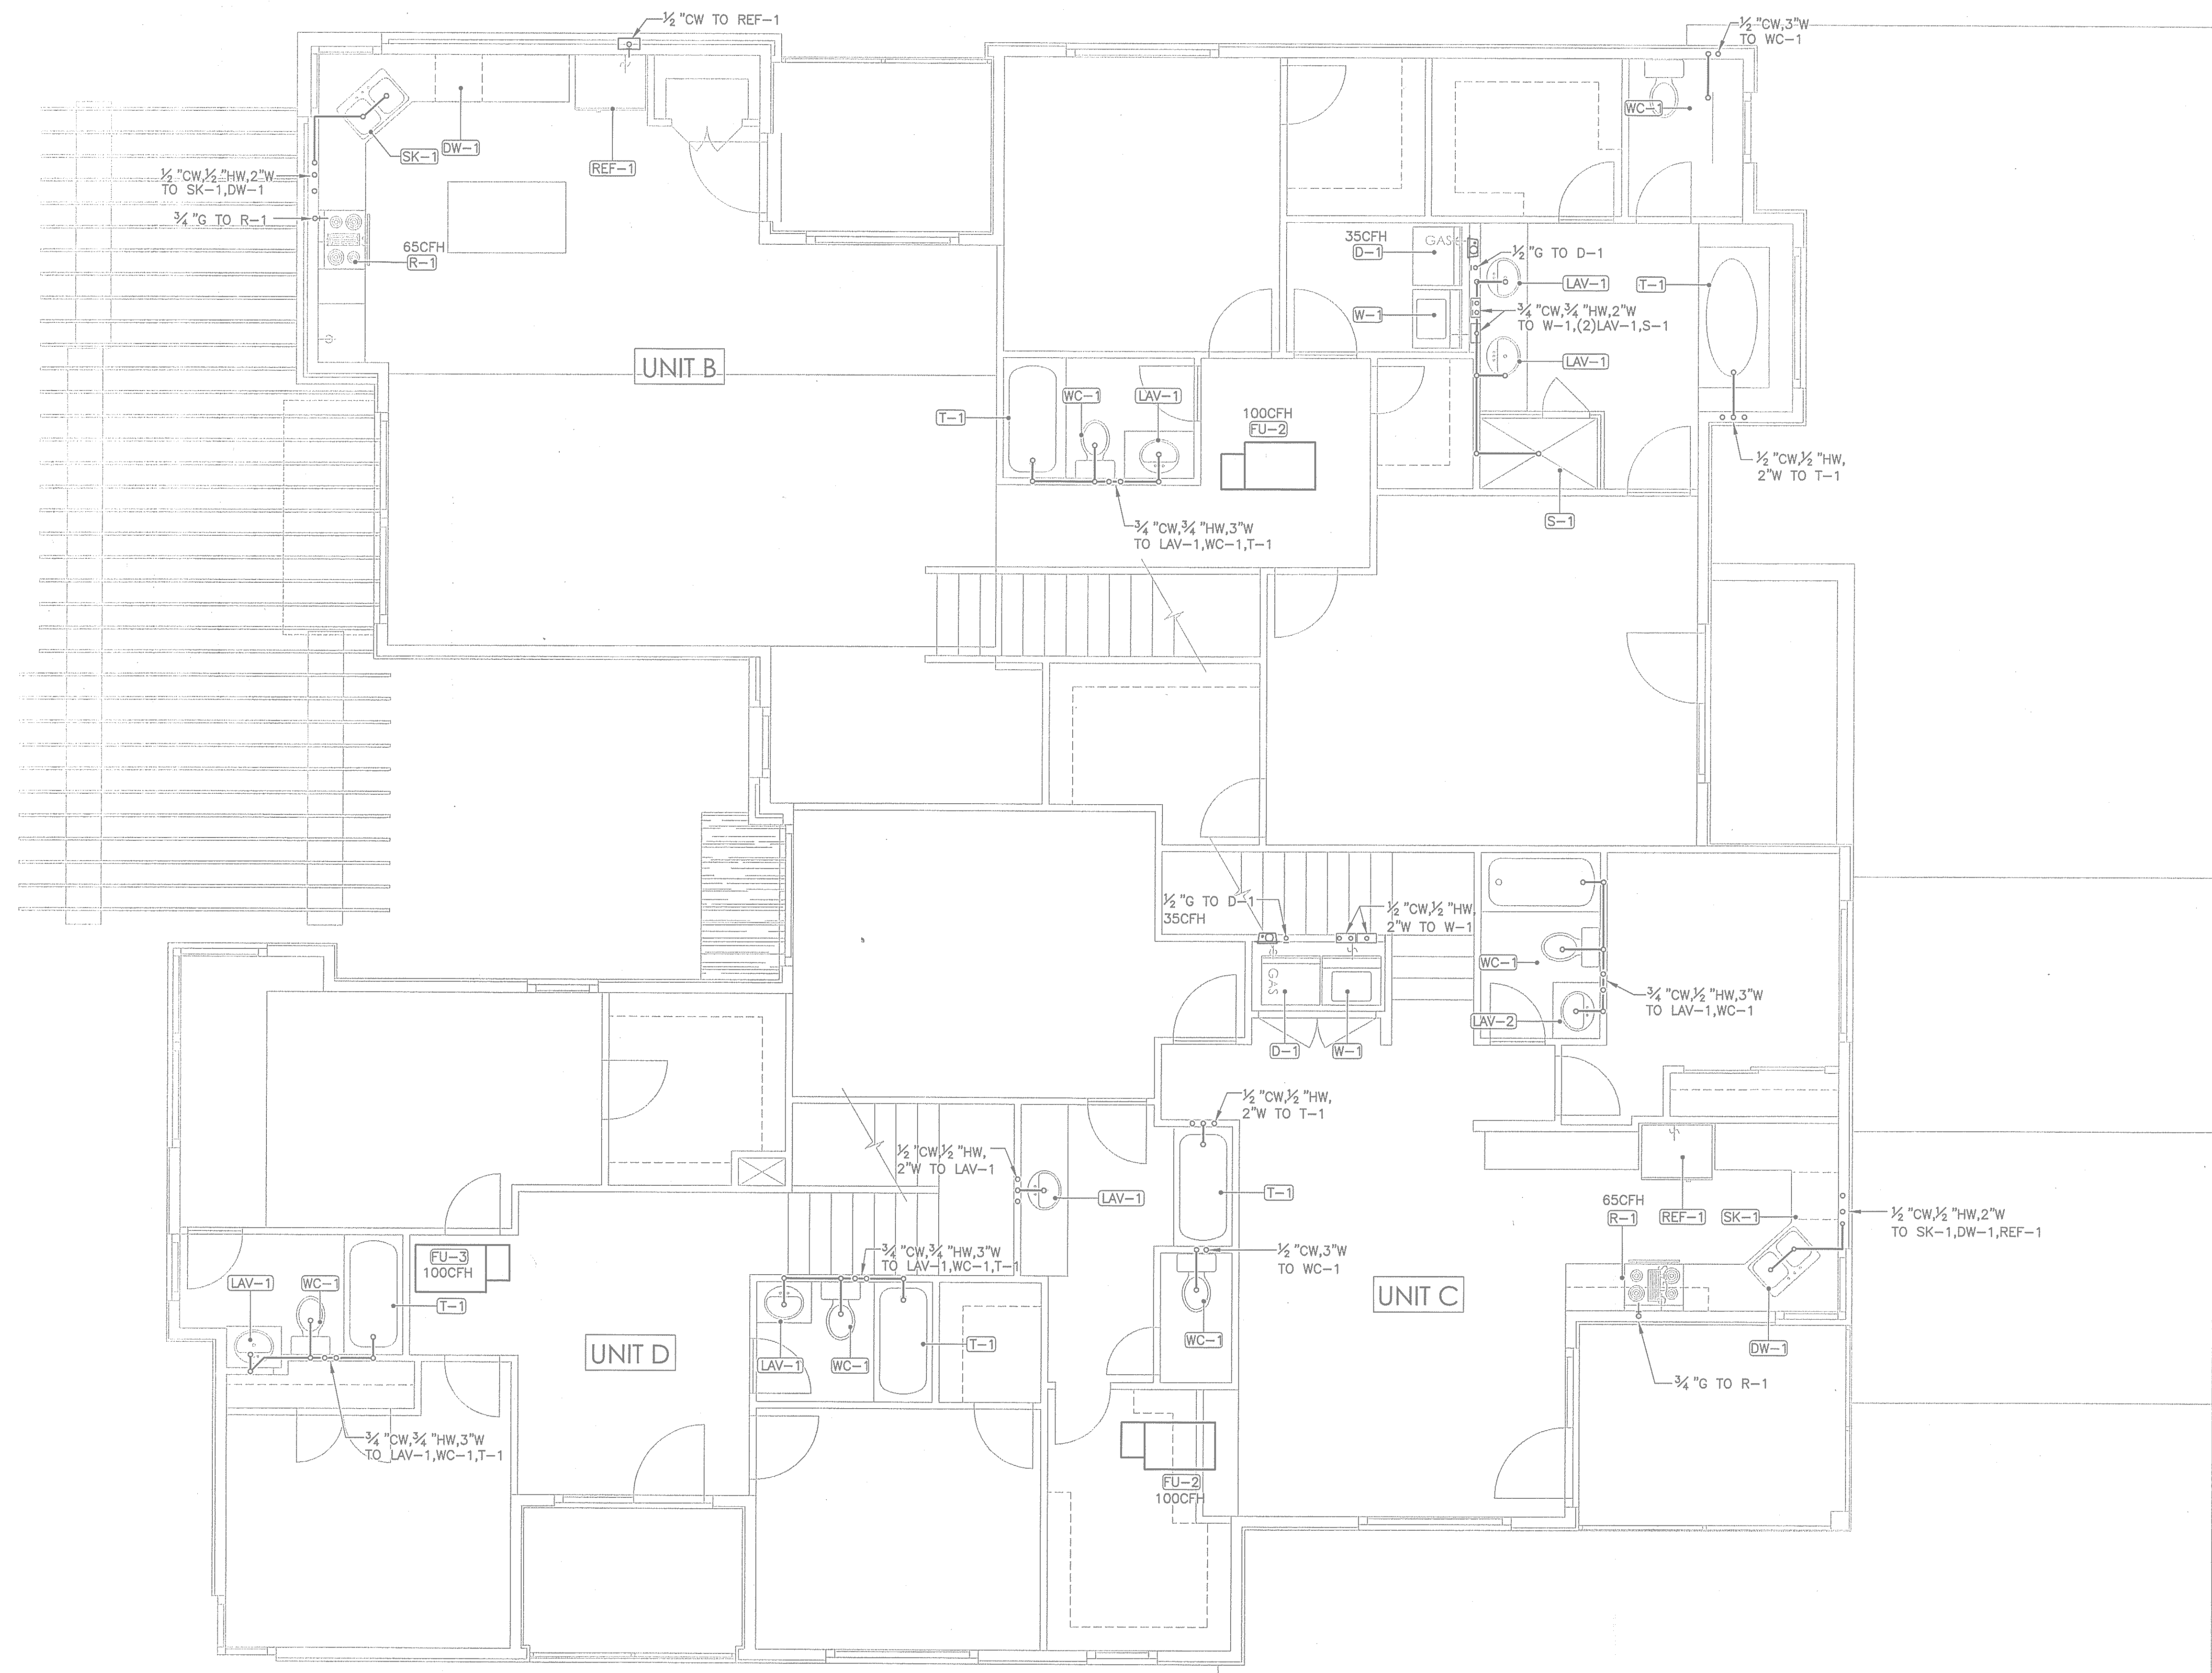 ½"CW TO REF-1
½"CW,3"W
TO WC-1
WC-1
SK-1
DW-1
REF-1
½"CW,½"HW,2"W
TO SK-1,DW-1
¾"G TO R-1
65CFH
R-1
35CFH
D-1
GAS
½"G TO D-1
LAV-1
T-1
W-1
¾"CW,¾"HW,2"W
TO W-1,(2)LAV-1,S-1
LAV-1
UNIT B
T-1
WC-1
LAV-1
100CFH
FU-2
½"CW,½"HW,
2"W TO T-1
S-1
¾"CW,¾"HW,3"W
TO LAV-1,WC-1,T-1
½"G TO D-1
35CFH
½"CW,½"HW,
2"W TO W-1
GAS
WC-1
LAV-2
¾"CW,½"HW,3"W
TO LAV-1,WC-1
D-1
W-1
½"CW,½"HW,
2"W TO T-1
½"CW,½"HW,
2"W TO LAV-1
LAV-1
T-1
65CFH
R-1
REF-1
SK-1
½"CW,½"HW,2"W
TO SK-1,DW-1,REF-1
FU-3
100CFH
LAV-1
WC-1
T-1
¾"CW,¾"HW,3"W
TO LAV-1,WC-1,T-1
½"CW,3"W
TO WC-1
UNIT C
UNIT D
LAV-1
WC-1
T-1
WC-1
DW-1
¾"G TO R-1
¾"CW,¾"HW,3"W
TO LAV-1,WC-1,T-1
FU-2
100CFH